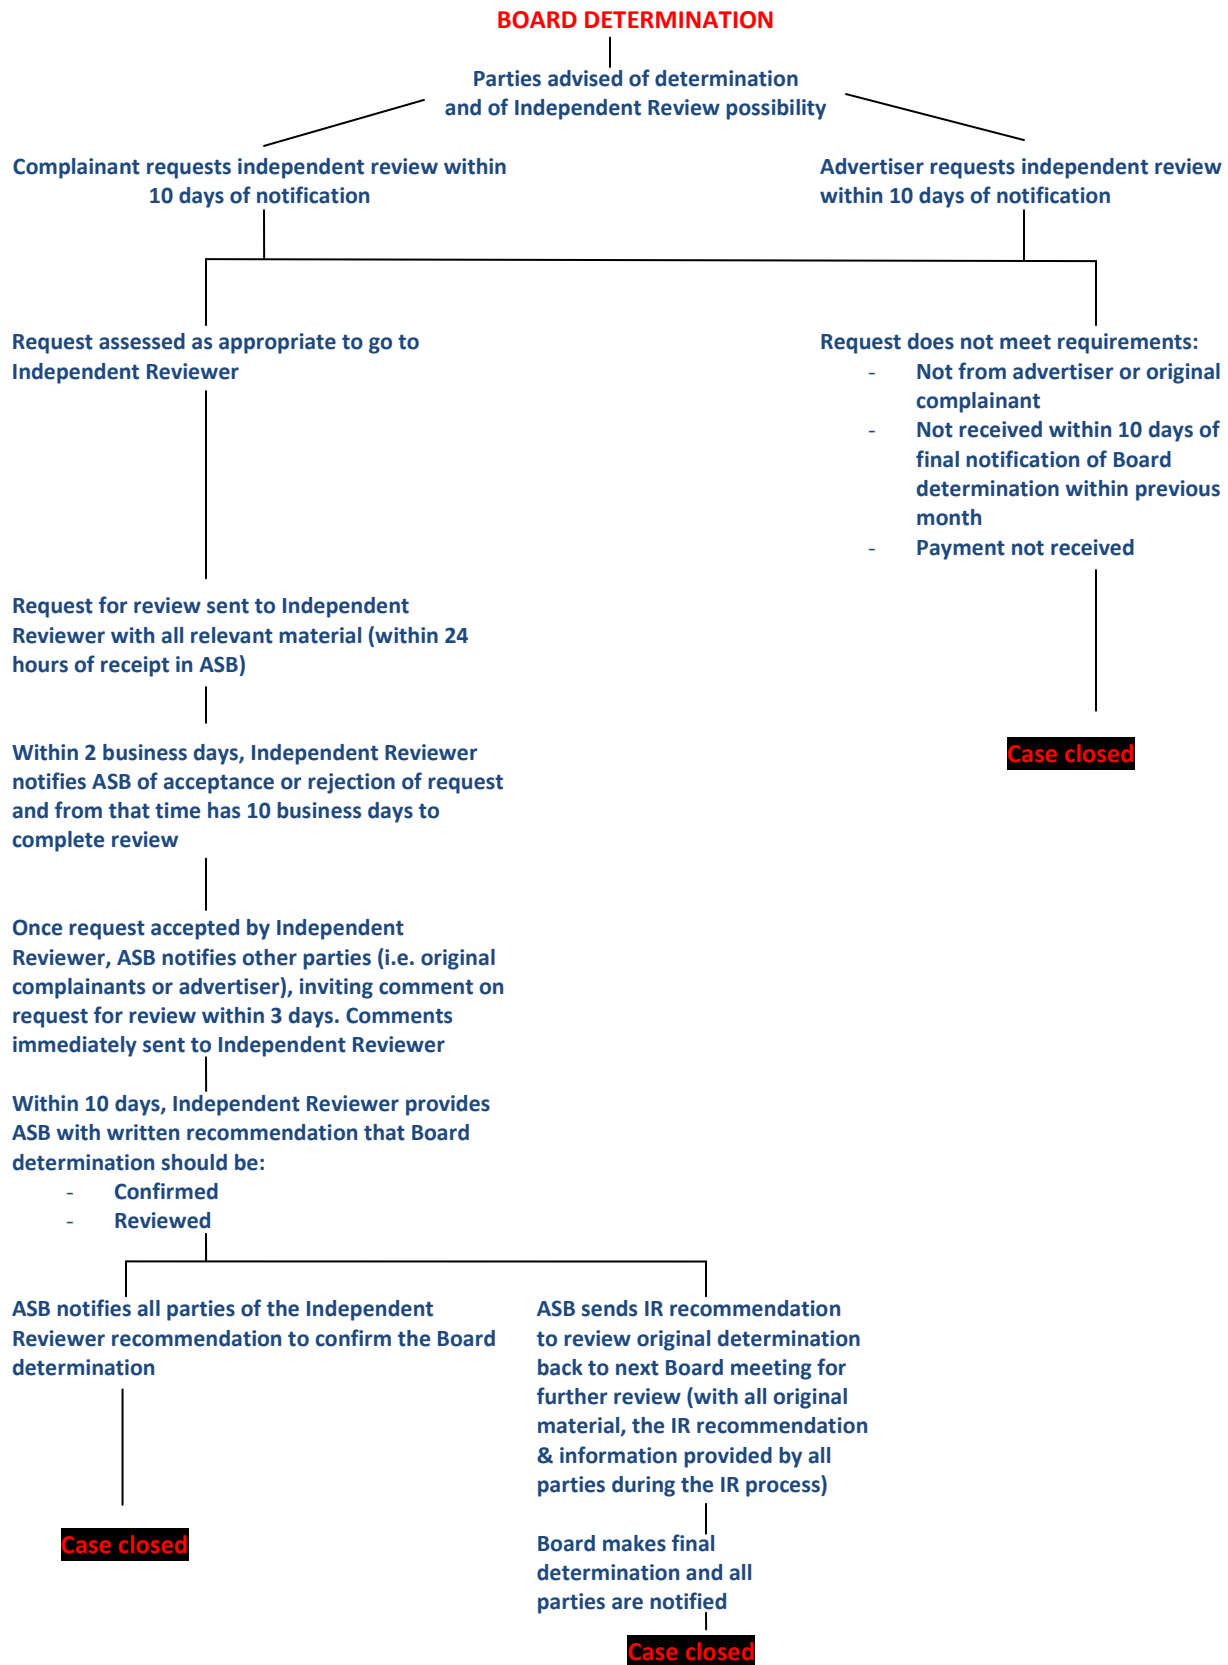 BOARD DETERMINATION
Parties advised of determination
and of Independent Review possibility
Complainant requests independent review within
10 days of notification
Advertiser requests independent review
within 10 days of notification
Request assessed as appropriate to go to
Independent Reviewer
Request does not meet requirements:
- Not from advertiser or original
complainant
- Not received within 10 days of
final notification of Board
determination within previous
month
- Payment not received
Request for review sent to Independent
Reviewer with all relevant material (within 24
hours of receipt in ASB)
Within 2 business days, Independent Reviewer
notifies ASB of acceptance or rejection of request
and from that time has 10 business days to
complete review
Case closed
Once request accepted by Independent
Reviewer, ASB notifies other parties (i.e. original
complainants or advertiser), inviting comment on
request for review within 3 days. Comments
immediately sent to Independent Reviewer
Within 10 days, Independent Reviewer provides
ASB with written recommendation that Board
determination should be:
- Confirmed
- Reviewed
ASB notifies all parties of the Independent
Reviewer recommendation to confirm the Board
determination
Case closed
ASB sends IR recommendation
to review original determination
back to next Board meeting for
further review (with all original
material, the IR recommendation
& information provided by all
parties during the IR process)
Board makes final
determination and all
parties are notified
Case closed